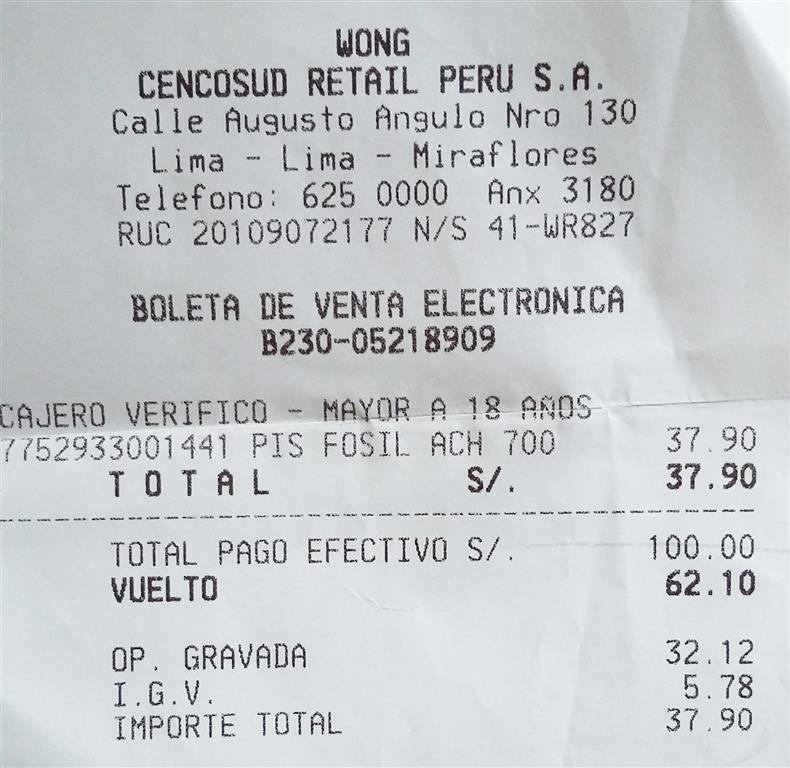 WONG
CENCOSUD RETAIL PERU S.A.
Calle Augusto Angulo Nro 130
Lima - Lima - Miraflores
Telefono: 625 0000 Anx 3180
RUC 20109072177 N/S 41-WR827
BOLETA DE VENTA ELECTRONICA
B230-05218909
CAJERO VERIFICO - MAYOR A 18 AÑOS
7752933001441 PIS FOSIL ACH 700 37.90
T O T A L S/. 37.90
TOTAL PAGO EFECTIVO S/. 100.00
VUELTO 62.10
OP. GRAVADA 32.12
I.G.V. 5.78
IMPORTE TOTAL 37.90